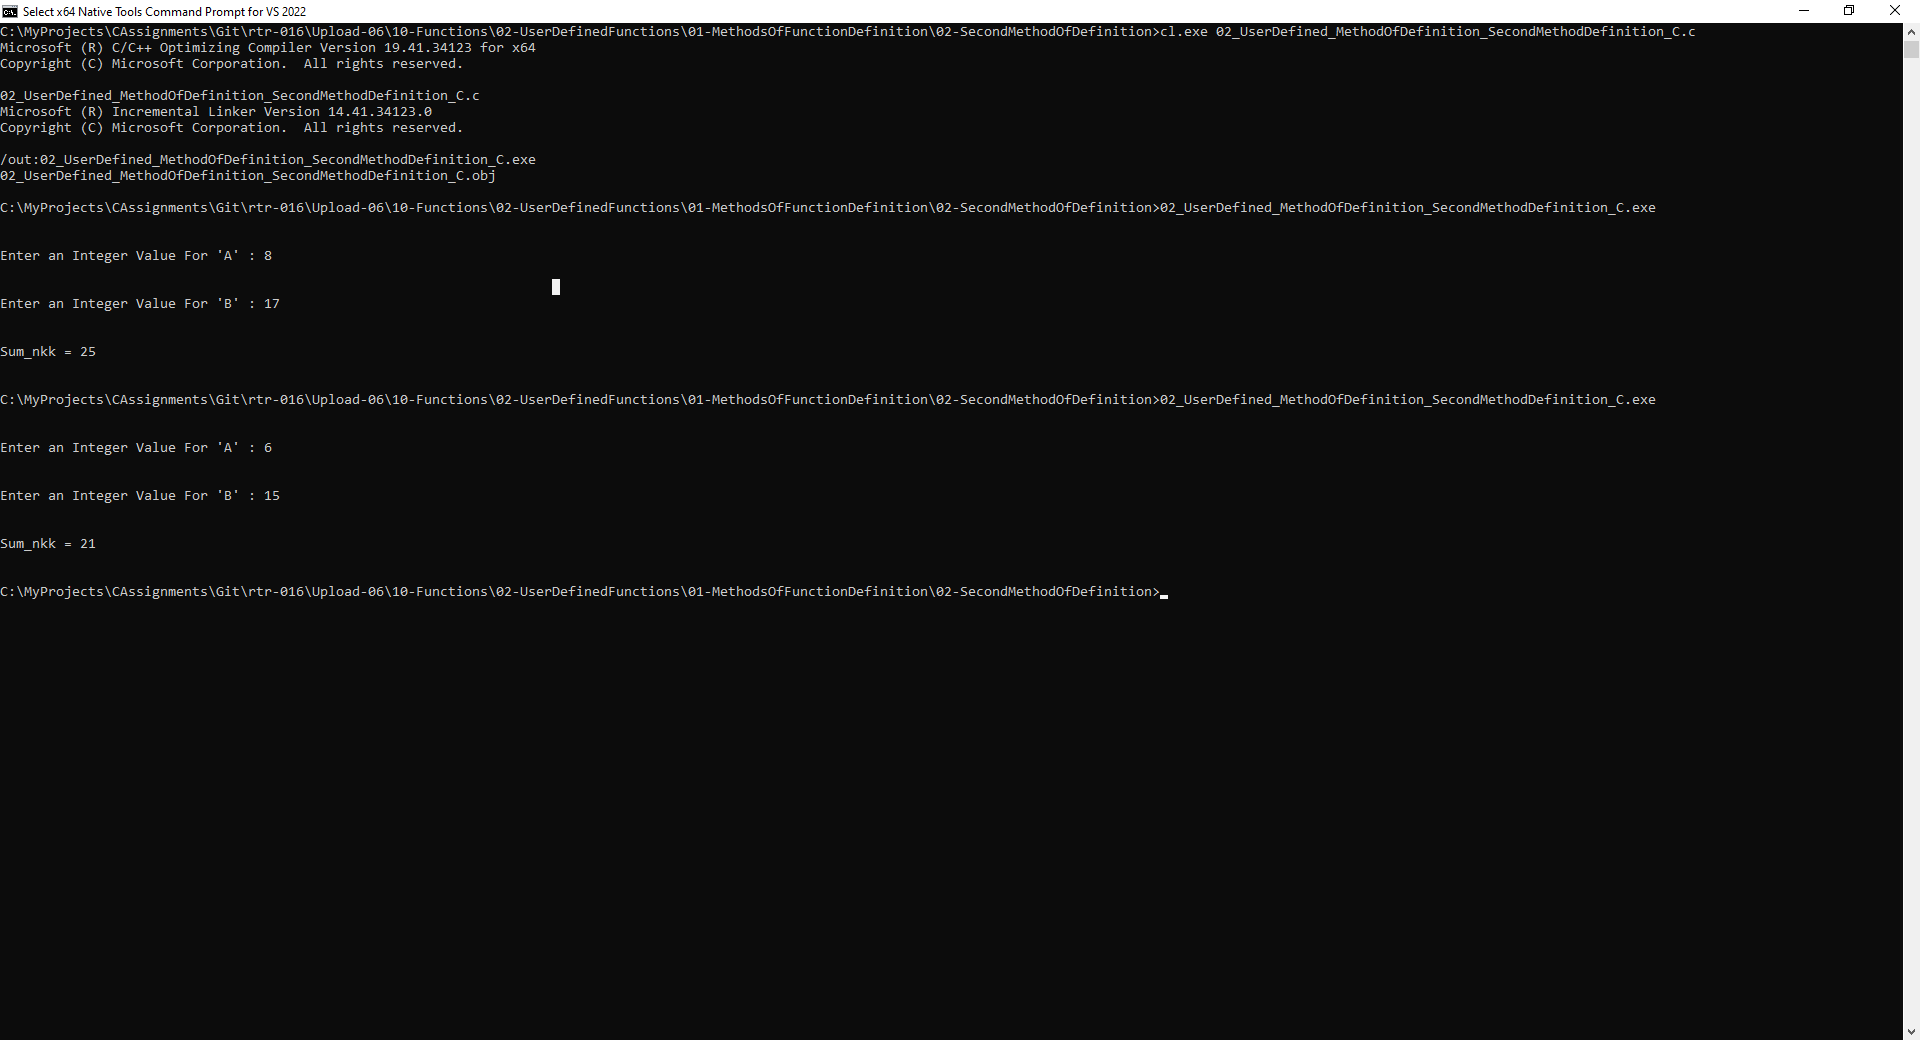 Select x64 Native Tools Command Prompt for VS 2022
C:\MyProjects\CAssignments\Git\rtr-016\Upload-06\10-Functions\02-UserDefinedFunctions\01-MethodsOfFunctionDefinition\02-SecondMethodOfDefinition>cl.exe 02_UserDefined_MethodOfDefinition_SecondMethodDefinition_C.c
Microsoft (R) C/C++ Optimizing Compiler Version 19.41.34123 for x64
Copyright (C) Microsoft Corporation.  All rights reserved.
02_UserDefined_MethodOfDefinition_SecondMethodDefinition_C.c
Microsoft (R) Incremental Linker Version 14.41.34123.0
Copyright (C) Microsoft Corporation.  All rights reserved.
/out:02_UserDefined_MethodOfDefinition_SecondMethodDefinition_C.exe
02_UserDefined_MethodOfDefinition_SecondMethodDefinition_C.obj
C:\MyProjects\CAssignments\Git\rtr-016\Upload-06\10-Functions\02-UserDefinedFunctions\01-MethodsOfFunctionDefinition\02-SecondMethodOfDefinition>02_UserDefined_MethodOfDefinition_SecondMethodDefinition_C.exe
Enter an Integer Value For 'A' : 8
Enter an Integer Value For 'B' : 17
Sum_nkk = 25
C:\MyProjects\CAssignments\Git\rtr-016\Upload-06\10-Functions\02-UserDefinedFunctions\01-MethodsOfFunctionDefinition\02-SecondMethodOfDefinition>02_UserDefined_MethodOfDefinition_SecondMethodDefinition_C.exe
Enter an Integer Value For 'A' : 6
Enter an Integer Value For 'B' : 15
Sum_nkk = 21
C:\MyProjects\CAssignments\Git\rtr-016\Upload-06\10-Functions\02-UserDefinedFunctions\01-MethodsOfFunctionDefinition\02-SecondMethodOfDefinition>